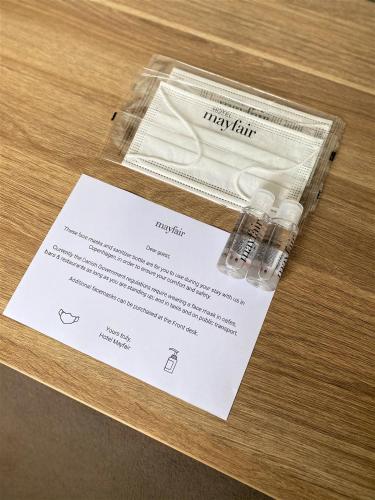 HOTEL
mayfair
mayfair
mayfair
mayfair
Dear guest,
These face masks and sanitizer bottle are for you to use during your stay with us in
Copenhagen, in order to ensure your comfort and safety.
Currently the Danish Government regulations require wearing a face mask in cafés,
bars & restaurants as long as you are standing up, and in taxis and on public transport.
Additional facemasks can be purchased at the Front desk.
Yours truly,
Hotel Mayfair